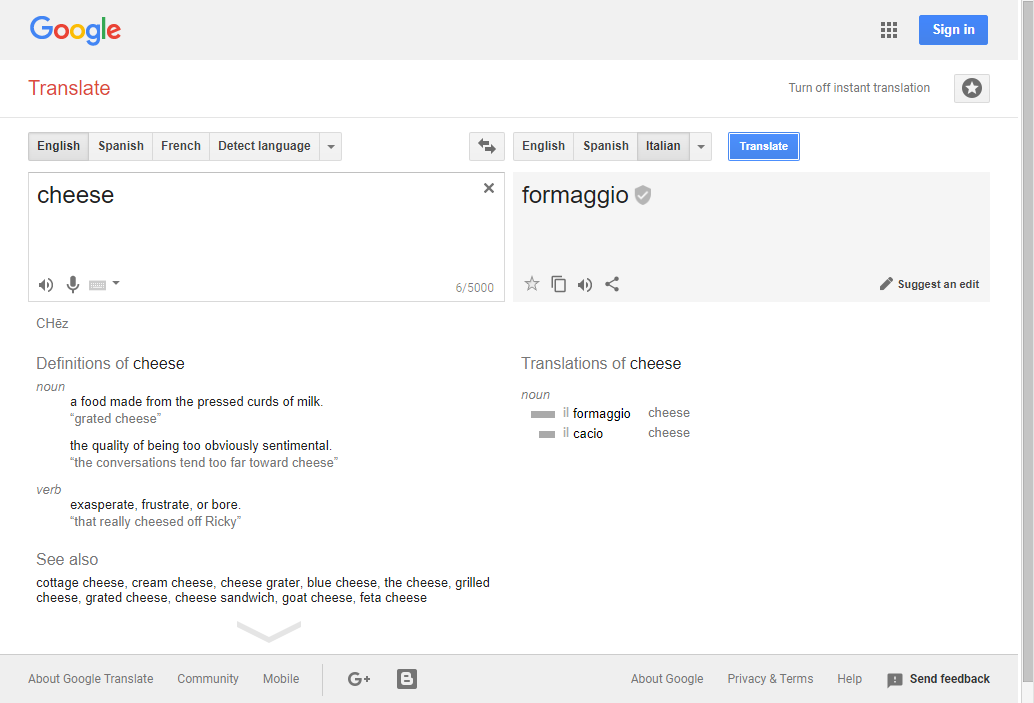 Google
Sign in
Translate
Turn off instant translation
English Spanish French Detect language
English Spanish Italian
Translate
cheese
6/5000
formaggio
Suggest an edit
CHēz
Definitions of cheese
noun
a food made from the pressed curds of milk.
“grated cheese”
the quality of being too obviously sentimental.
“the conversations tend too far toward cheese”
verb
exasperate, frustrate, or bore.
“that really cheesed off Ricky”
See also
cottage cheese, cream cheese, cheese grater, blue cheese, the cheese, grilled
cheese, grated cheese, cheese sandwich, goat cheese, feta cheese
Translations of cheese
noun
il formaggio cheese
il cacio cheese
About Google Translate Community Mobile G+ B
About Google Privacy & Terms Help Send feedback